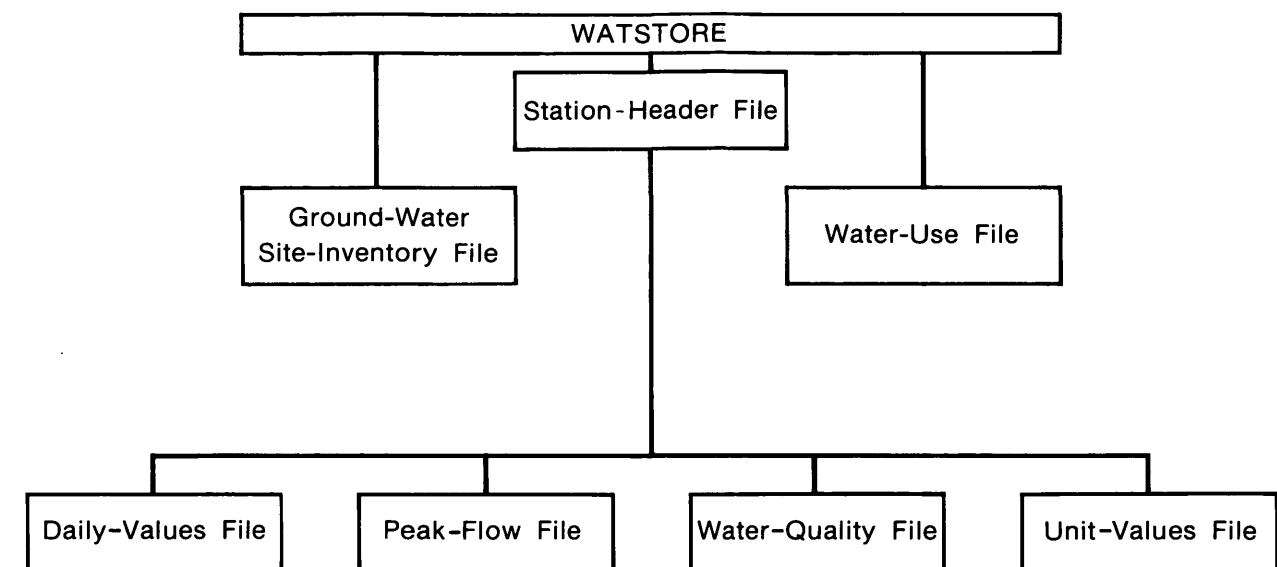 WATSTORE
Station-Header File
Ground-Water
Site-Inventory File
Water-Use File
Daily-Values File
Peak-Flow File
Water-Quality File
Unit-Values File